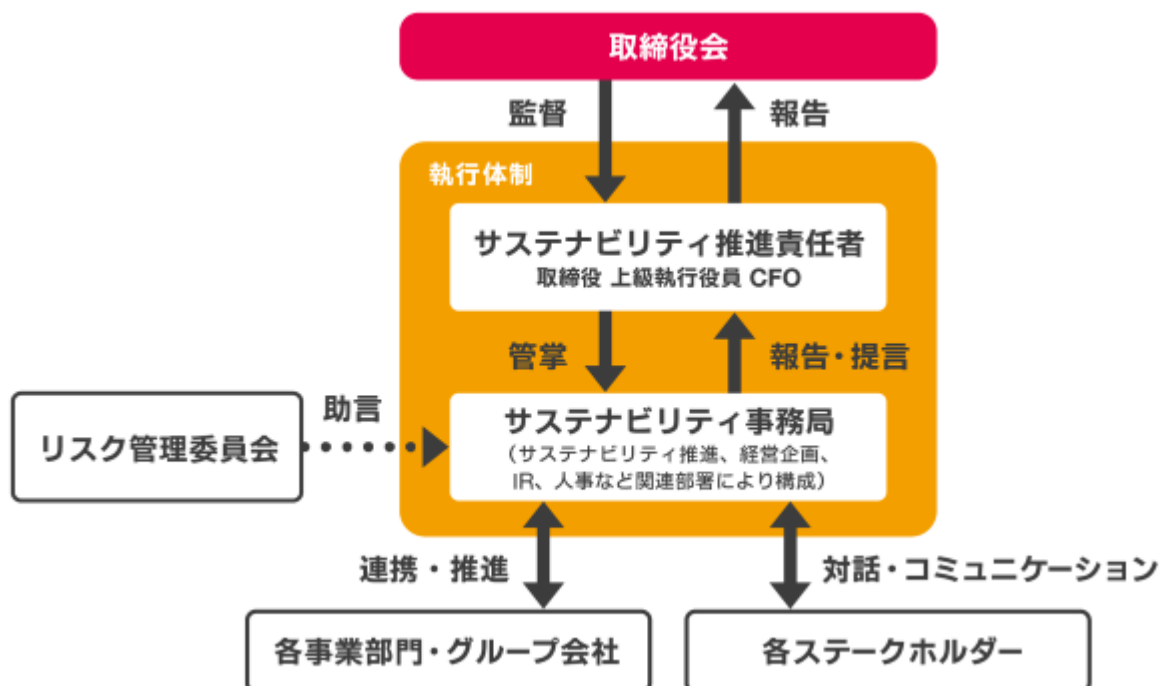 取締役会
監督
報告
執行体制
サステナビリティ推進責任者
取締役 上級執行役員 CFO
管掌
報告・提言
助言
リスク管理委員会
サステナビリティ事務局
（サステナビリティ推進、経営企画、
IR、人事など関連部署により構成）
連携・推進
対話・コミュニケーション
各事業部門・グループ会社
各ステークホルダー